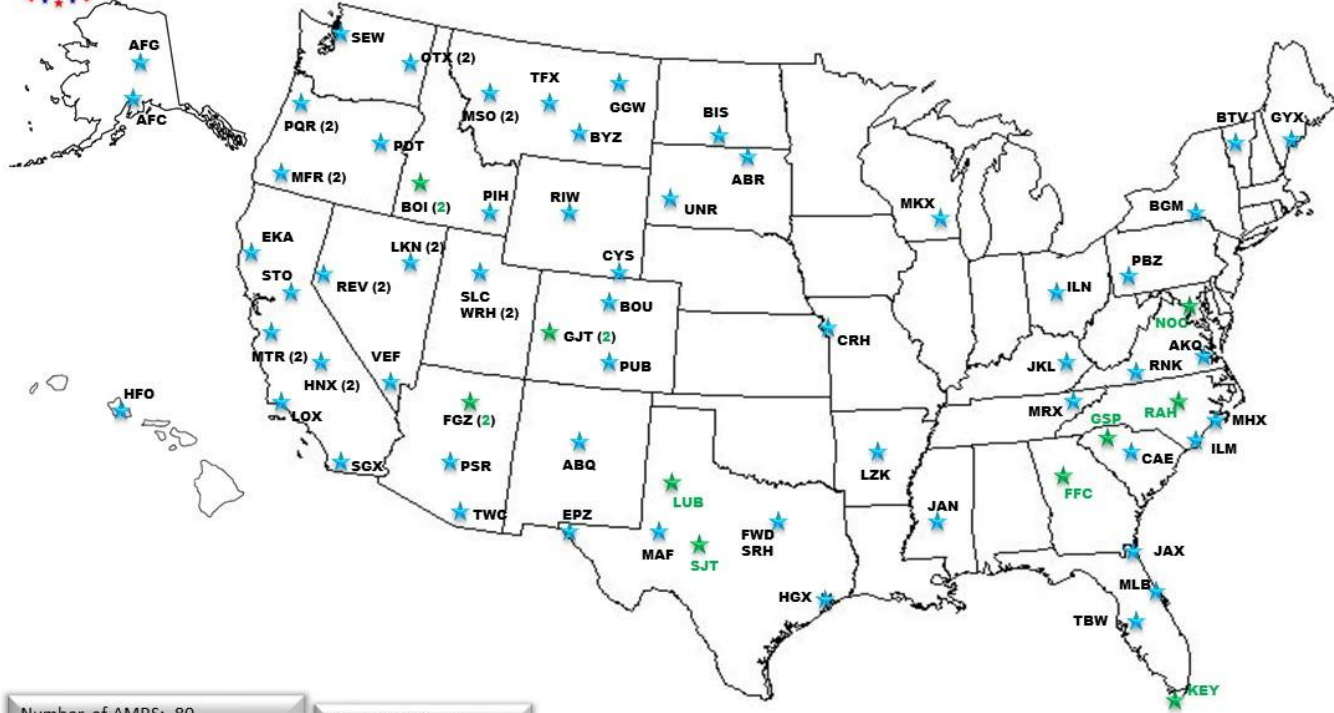 AFG
AFC
SEW
OTX (2)
PQR (2)
PDT
MFR (2)
BOI (2)
PIH
MSO (2)
TFX
GGW
BYZ
BIS
ABR
UNR
RIW
CYS
MKX
BTV
GYX
BGM
PBZ
ILN
EKA
STO
REV (2)
LKN (2)
SLC
WRH (2)
BOU
GJT (2)
PUB
CRH
NOC
AKQ
JKL
RNK
MTR (2)
HNX (2)
VEF
HFO
LOX
SGX
FGZ (2)
PSR
TWC
ABQ
EPZ
LUB
MAF
SJT
FWD
SRH
HGX
LZK
JAN
MRX
GSP
RAH
MHX
ILM
CAE
FFC
JAX
MLB
TBW
KEY
Number of AMRS: 80